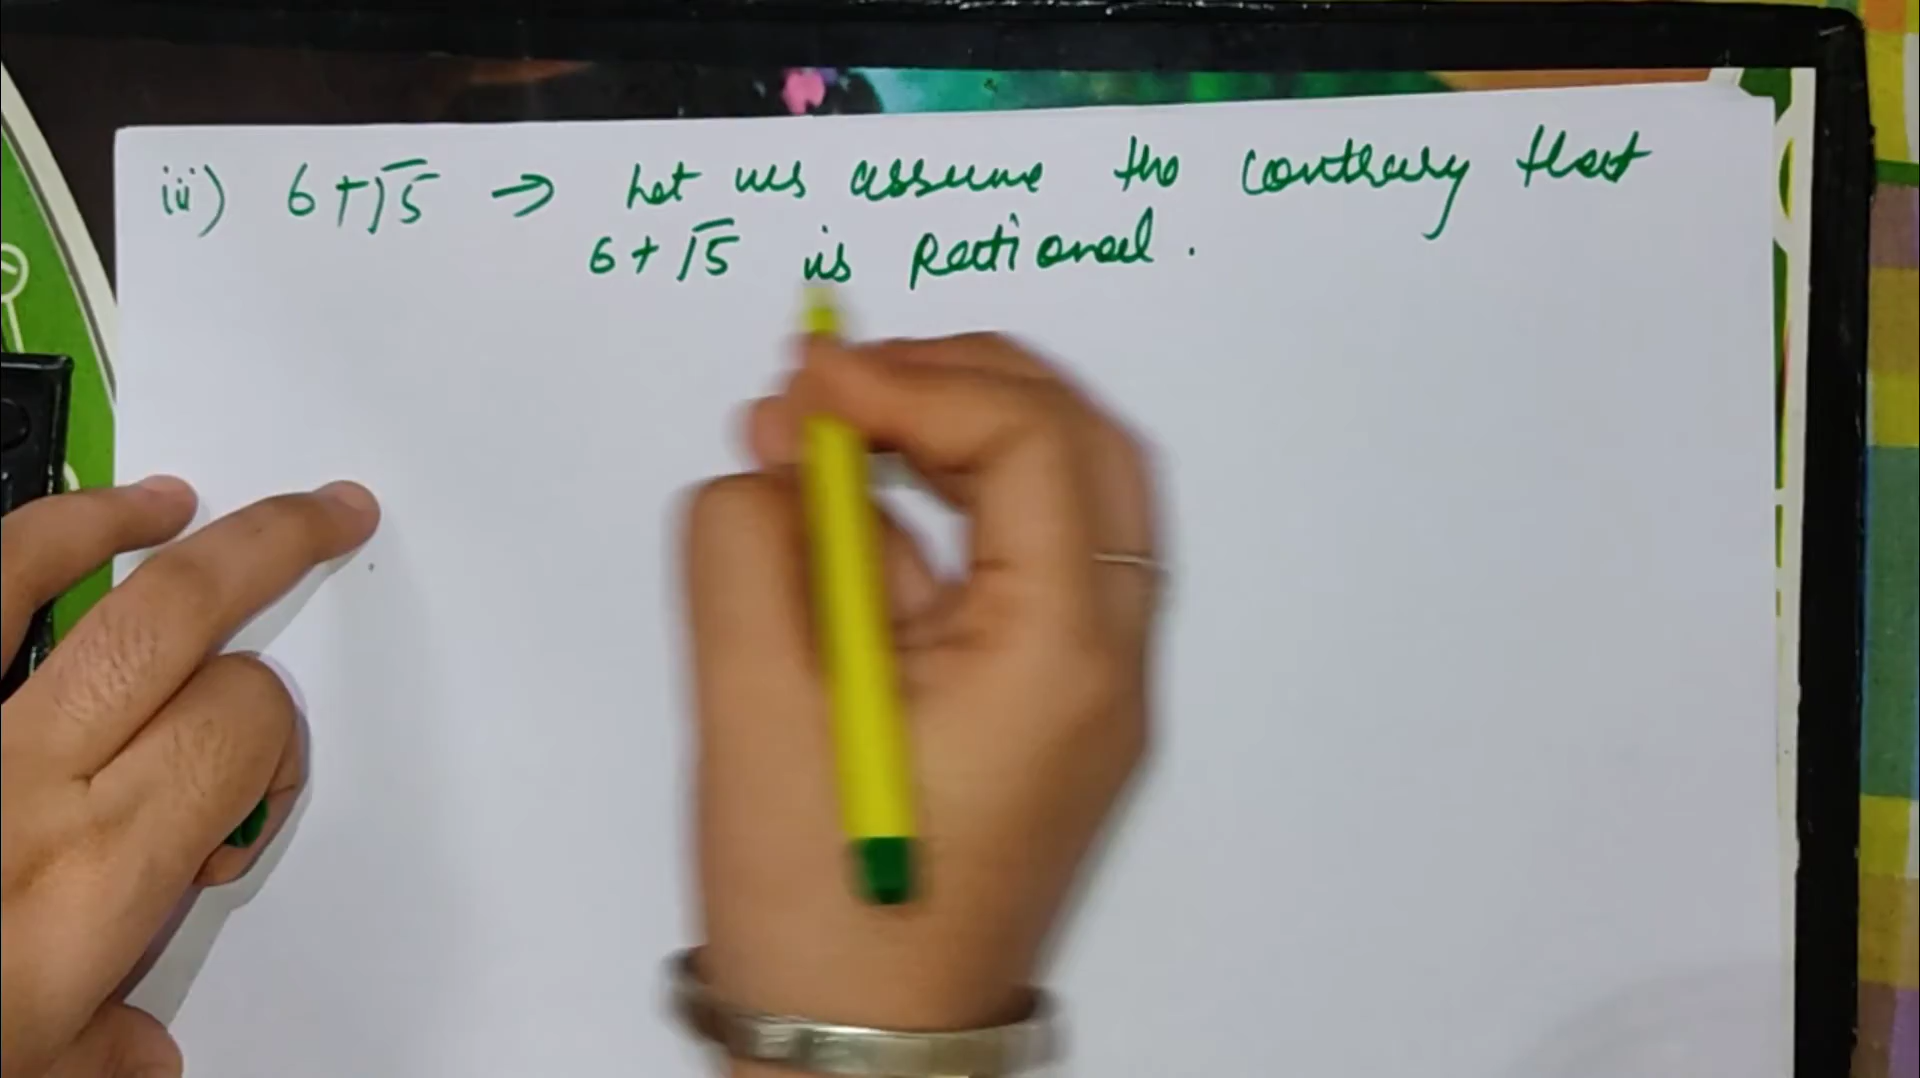 iii) 6+√5 → Let us assume the contrary that
6+√5 is Rational.